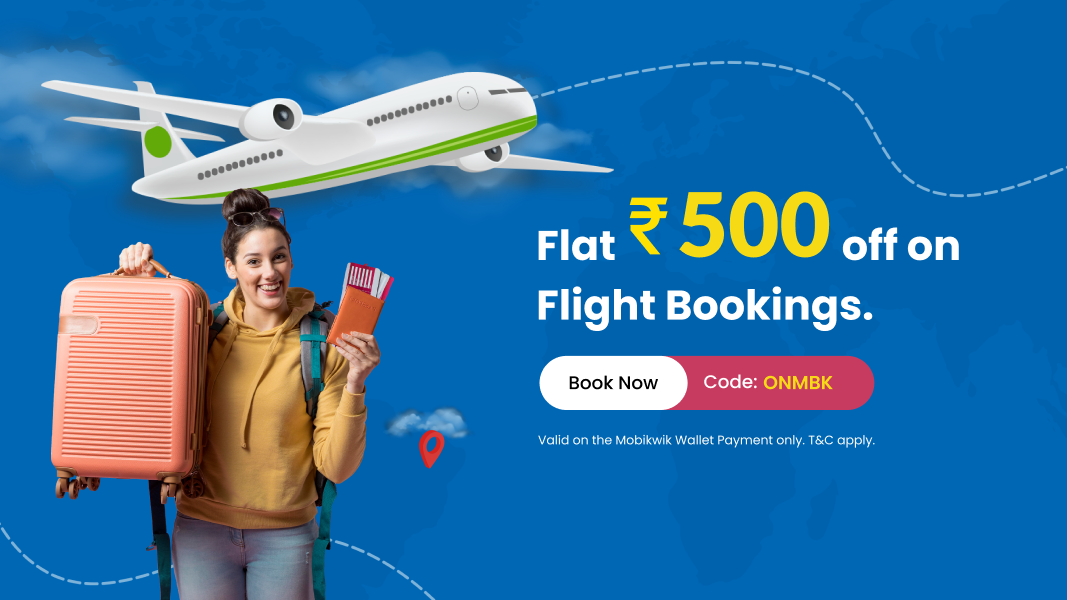 Flat ₹500 off on
Flight Bookings.
Book Now Code: ONMBK
Valid on the Mobikwik Wallet Payment only. T&C apply.